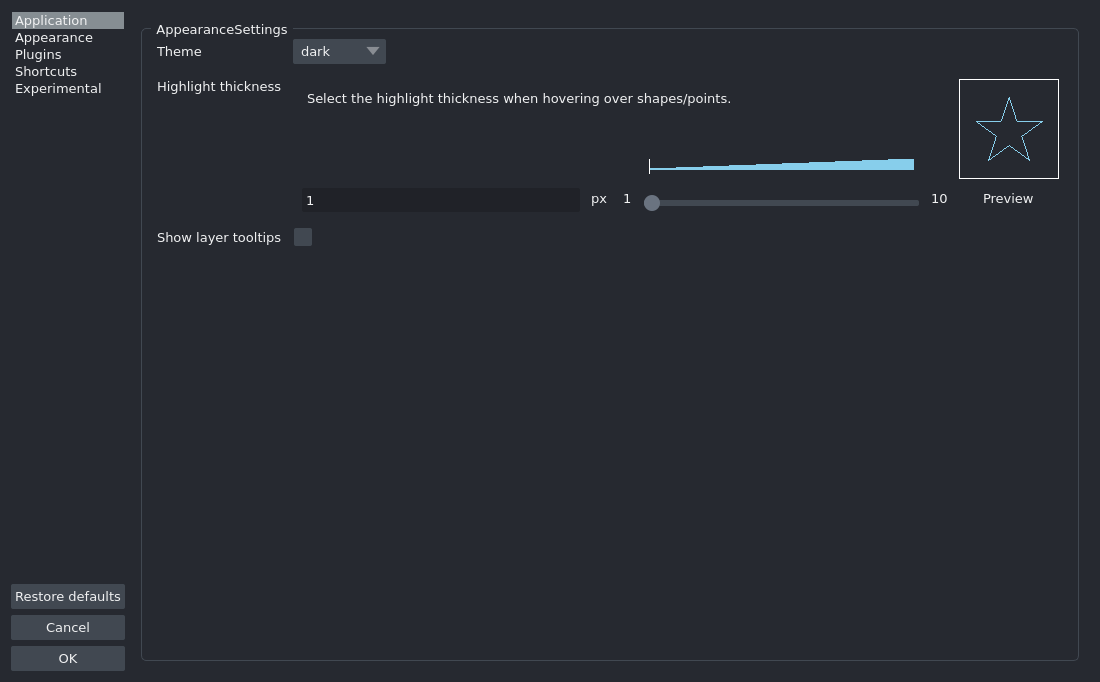 Application
Appearance
Plugins
Shortcuts
Experimental
AppearanceSettings
Theme
dark
Highlight thickness
Select the highlight thickness when hovering over shapes/points.
1
px
1
10
Preview
Show layer tooltips
Restore defaults
Cancel
OK